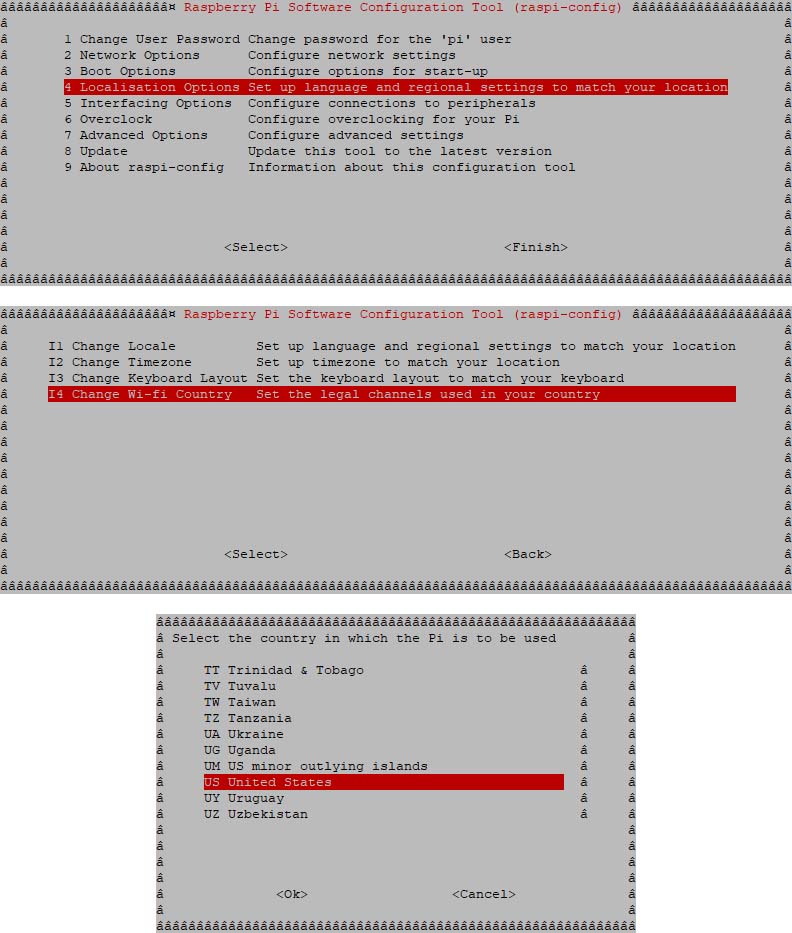 Raspberry Pi Software Configuration Tool (raspi-config)
1 Change User Password Change password for the 'pi' user
2 Network Options Configure network settings
3 Boot Options Configure options for start-up
4 Localisation Options Set up language and regional settings to match your location
5 Interfacing Options Configure connections to peripherals
6 Overclock Configure overclocking for your Pi
7 Advanced Options Configure advanced settings
8 Update Update this tool to the latest version
9 About raspi-config Information about this configuration tool
<Select> <Finish>
Raspberry Pi Software Configuration Tool (raspi-config)
I1 Change Locale Set up language and regional settings to match your location
I2 Change Timezone Set up timezone to match your location
I3 Change Keyboard Layout Set the keyboard layout to match your keyboard
I4 Change Wi-fi Country Set the legal channels used in your country
<Select> <Back>
Select the country in which the Pi is to be used
TT Trinidad & Tobago
TV Tuvalu
TW Taiwan
TZ Tanzania
UA Ukraine
UG Uganda
UM US minor outlying islands
US United States
UY Uruguay
UZ Uzbekistan
<Ok> <Cancel>